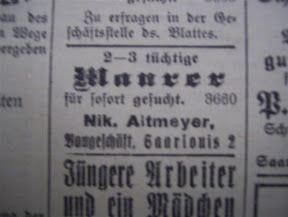 Zu erfragen in der Ge-
schäftsstelle ds. Blattes.
2–3 tüchtige
Maurer
für sofort gesucht. 3660
Nik. Altmeyer,
Baugeschäft, Saarlouis 2
Jüngere Arbeiter
und ein Mädchen